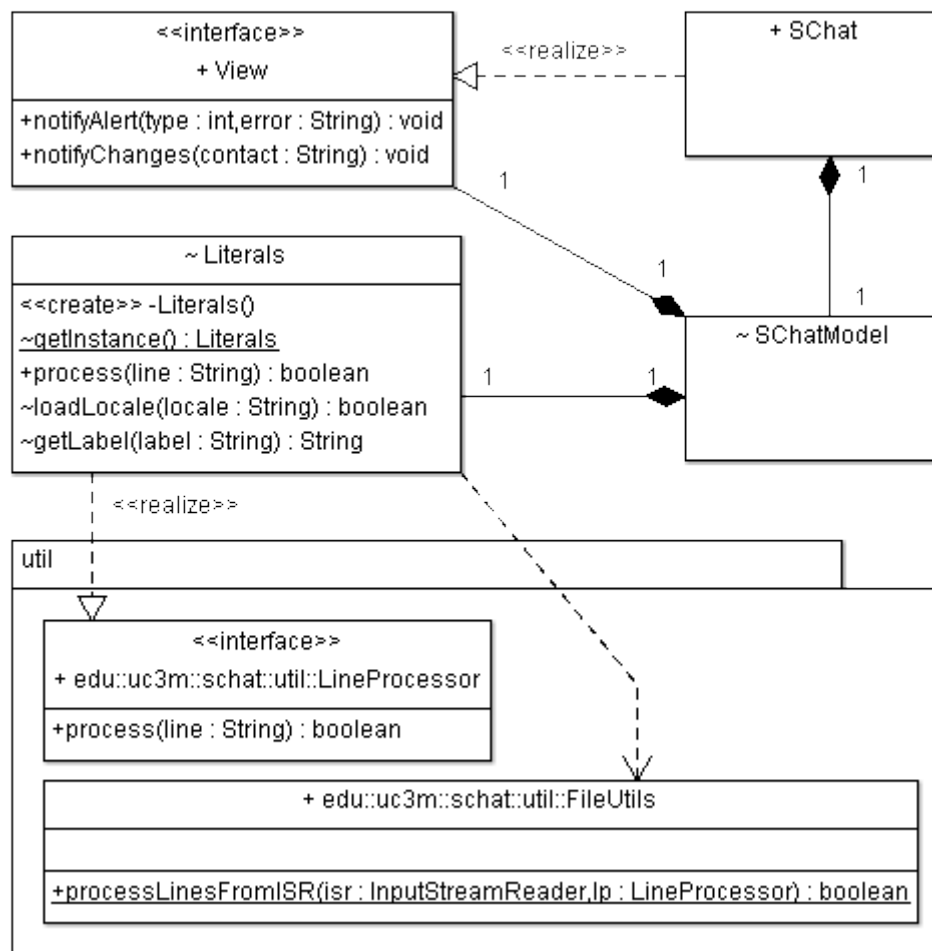 <<interface>>
+ View
+notifyAlert(type : int,error : String) : void
+notifyChanges(contact : String) : void
<<realize>>
+ SChat
1
1
1
1
~ Literals
<<create>> -Literals()
~getInstance() : Literals
+process(line : String) : boolean
~loadLocale(locale : String) : boolean
~getLabel(label : String) : String
1
1
~ SChatModel
<<realize>>
util
<<interface>>
+ edu::uc3m::schat::util::LineProcessor
+process(line : String) : boolean
+ edu::uc3m::schat::util::FileUtils
+processLinesFromISR(isr : InputStreamReader,lp : LineProcessor) : boolean